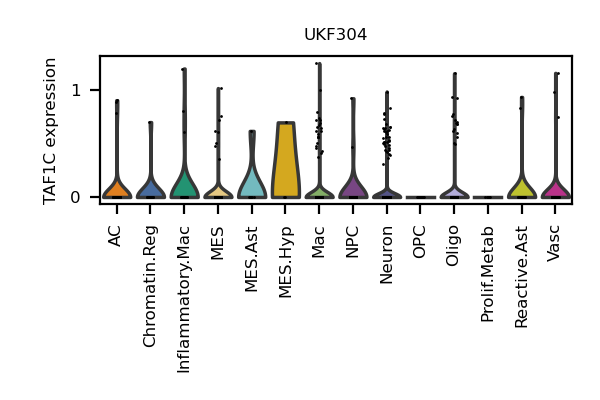 UKF304
TAF1C expression
1
0
AC
Chromatin.Reg
Inflammatory.Mac
MES
MES.Ast
MES.Hyp
Mac
NPC
Neuron
OPC
Oligo
Prolif.Metab
Reactive.Ast
Vasc